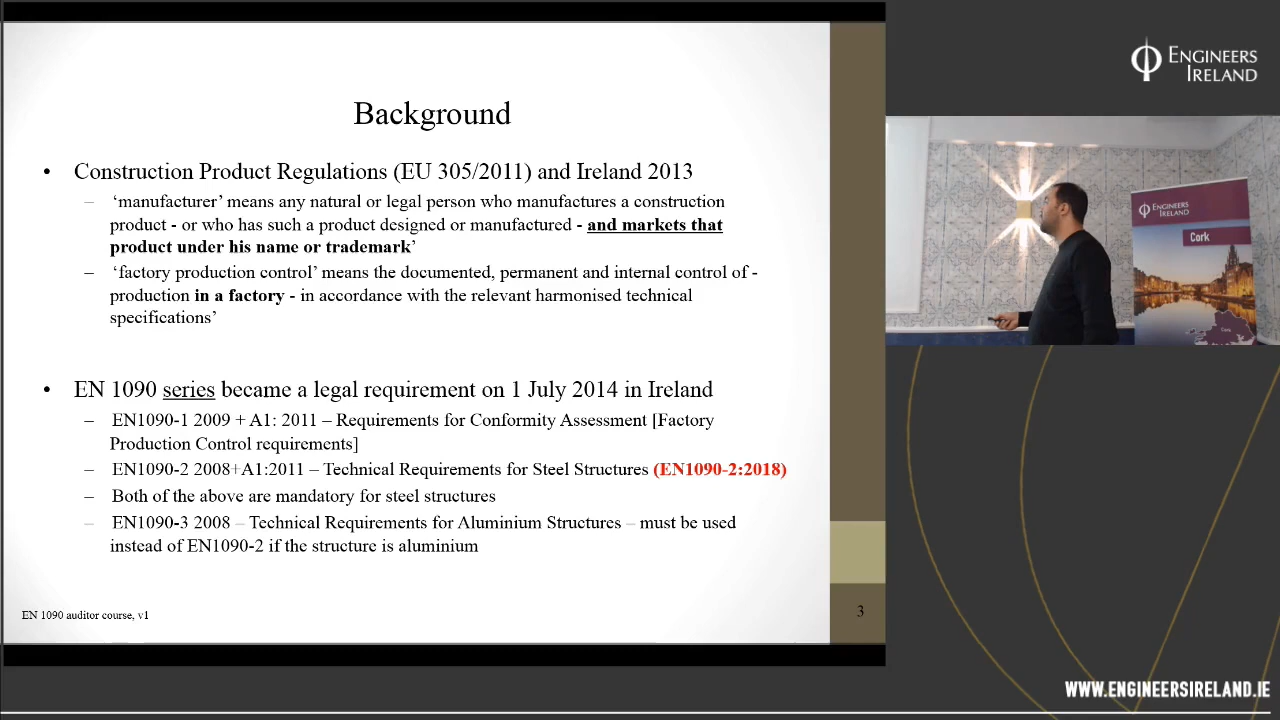 Background
• Construction Product Regulations (EU 305/2011) and Ireland 2013
– ‘manufacturer’ means any natural or legal person who manufactures a construction
product - or who has such a product designed or manufactured - and markets that
product under his name or trademark’
– ‘factory production control’ means the documented, permanent and internal control of -
production in a factory - in accordance with the relevant harmonised technical
specifications’
• EN 1090 series became a legal requirement on 1 July 2014 in Ireland
– EN1090-1 2009 + A1: 2011 – Requirements for Conformity Assessment [Factory
Production Control requirements]
– EN1090-2 2008+A1:2011 – Technical Requirements for Steel Structures (EN1090-2:2018)
– Both of the above are mandatory for steel structures
– EN1090-3 2008 – Technical Requirements for Aluminium Structures – must be used
instead of EN1090-2 if the structure is aluminium
EN 1090 auditor course, v1
3
ENGINEERS
IRELAND
ENGINEERS
IRELAND
Cork
WWW.ENGINEERSIRELAND.IE